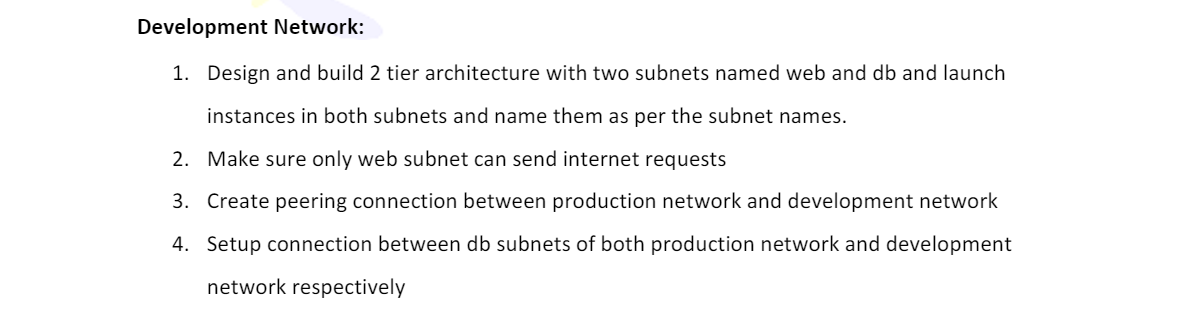 Development Network:
1. Design and build 2 tier architecture with two subnets named web and db and launch
instances in both subnets and name them as per the subnet names.
2. Make sure only web subnet can send internet requests
3. Create peering connection between production network and development network
4. Setup connection between db subnets of both production network and development
network respectively